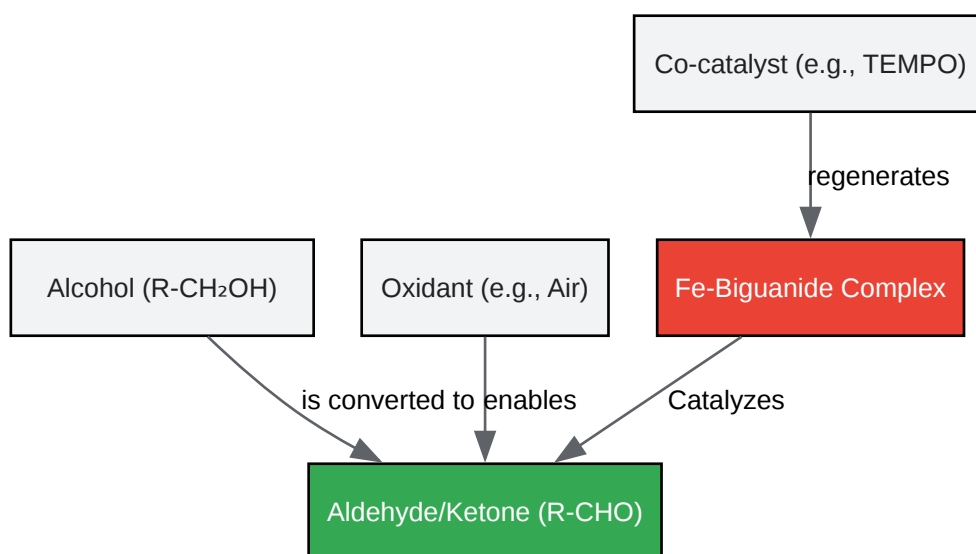 Co-catalyst (e.g., TEMPO)
regenerates
Alcohol (R-CH₂OH)
Oxidant (e.g., Air)
Fe-Biguanide Complex
is converted to
enables
Catalyzes
Aldehyde/Ketone (R-CHO)